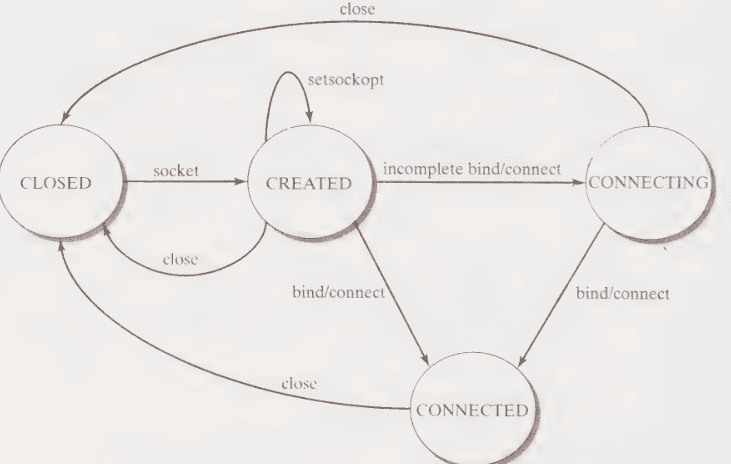 close
setsockopt
CLOSED
socket
CREATED
incomplete bind/connect
CONNECTING
close
bind/connect
bind/connect
close
CONNECTED